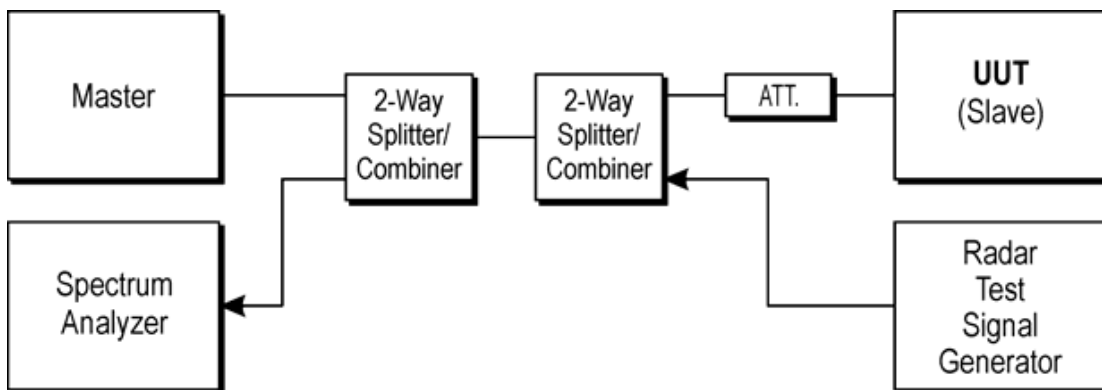 Master
2-Way
Splitter/
Combiner
2-Way
Splitter/
Combiner
ATT.
UUT
(Slave)
Spectrum
Analyzer
Radar
Test
Signal
Generator